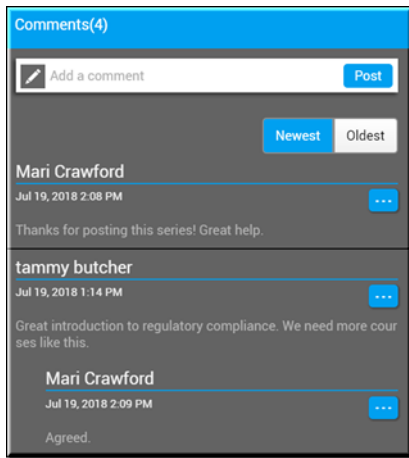 Comments(4)
Add a comment
Post
Newest
Oldest
Mari Crawford
Jul 19, 2018 2:08 PM
...
Thanks for posting this series! Great help.
tammy butcher
Jul 19, 2018 1:14 PM
...
Great introduction to regulatory compliance. We need more cour
ses like this.
Mari Crawford
Jul 19, 2018 2:09 PM
...
Agreed.